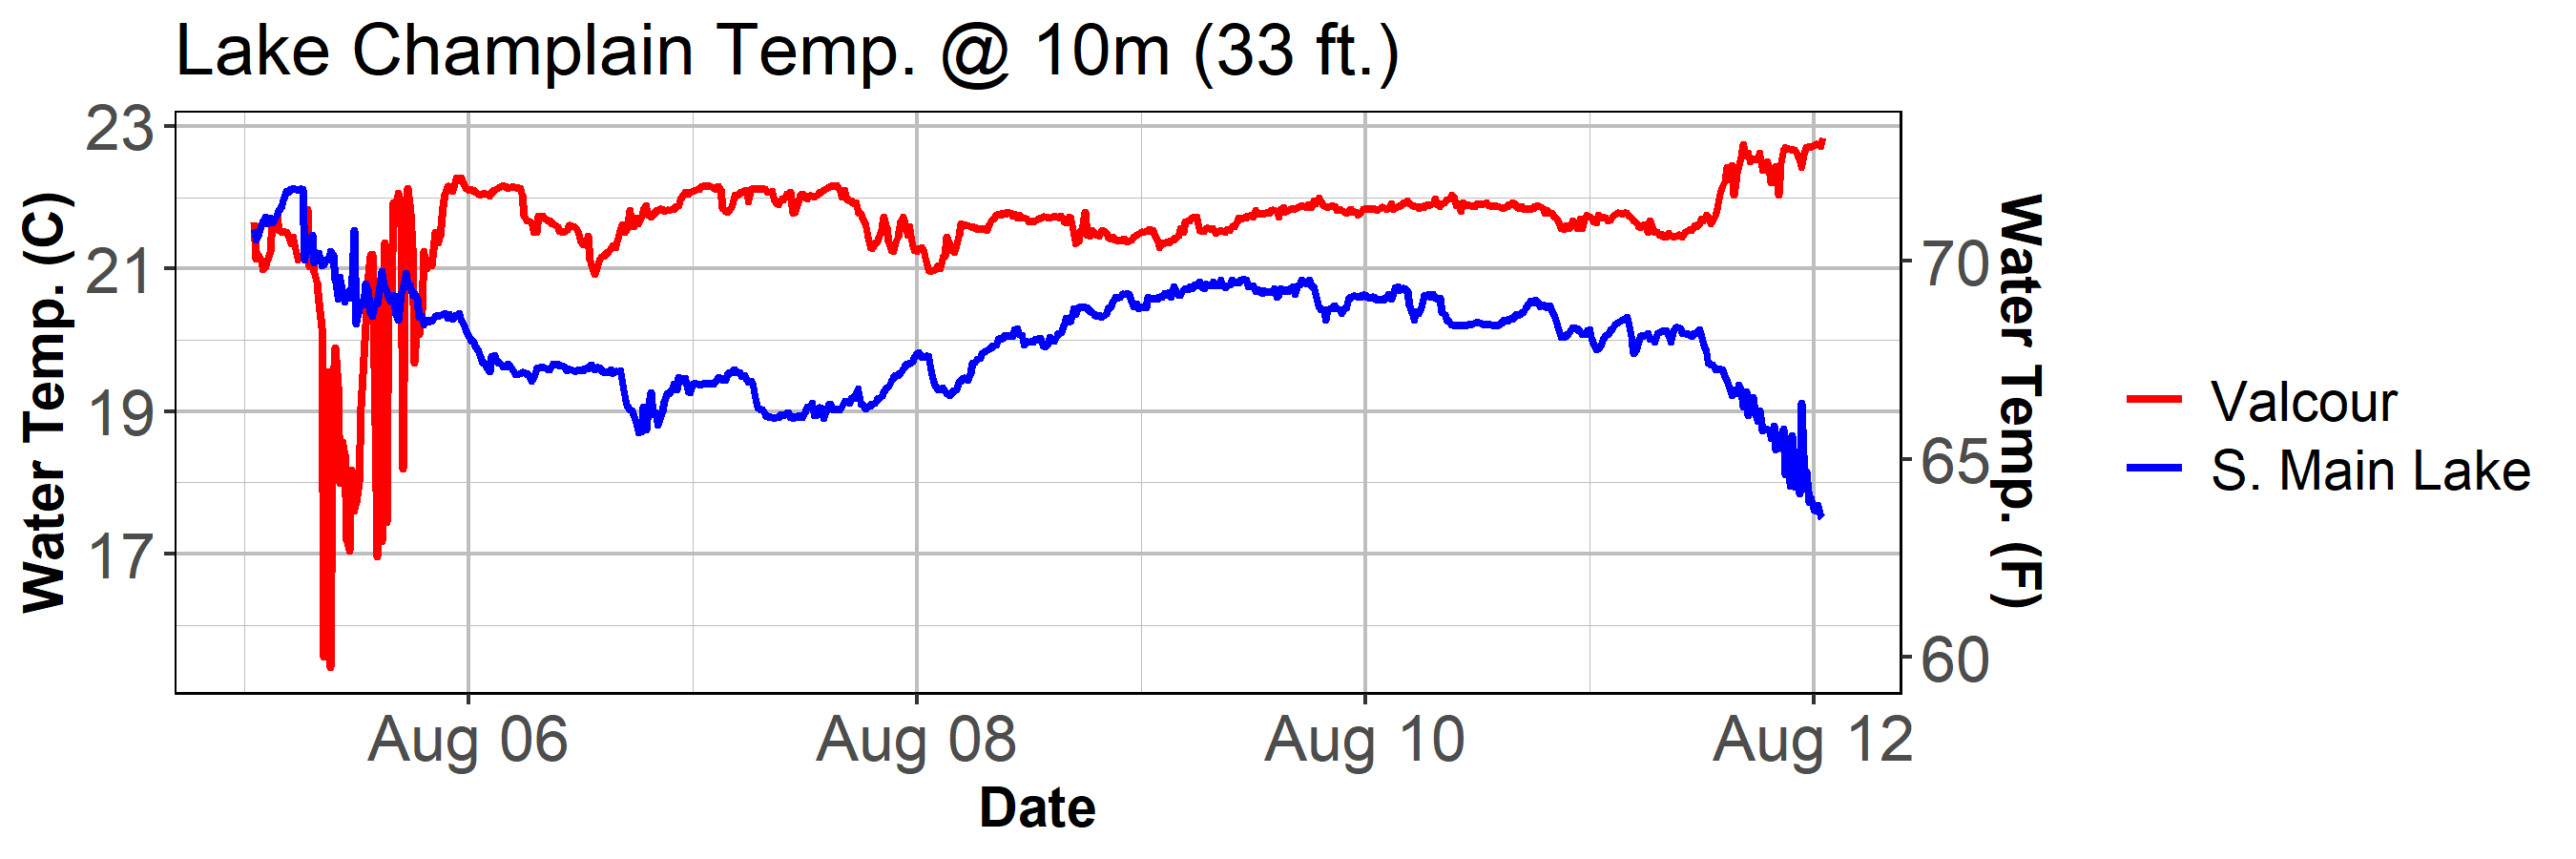 Lake Champlain Temp. @ 10m (33 ft.)
Water Temp. (C)
23
21
19
17
Water Temp. (F)
70
65
60
Aug 06
Aug 08
Aug 10
Aug 12
Date
Valcour
S. Main Lake